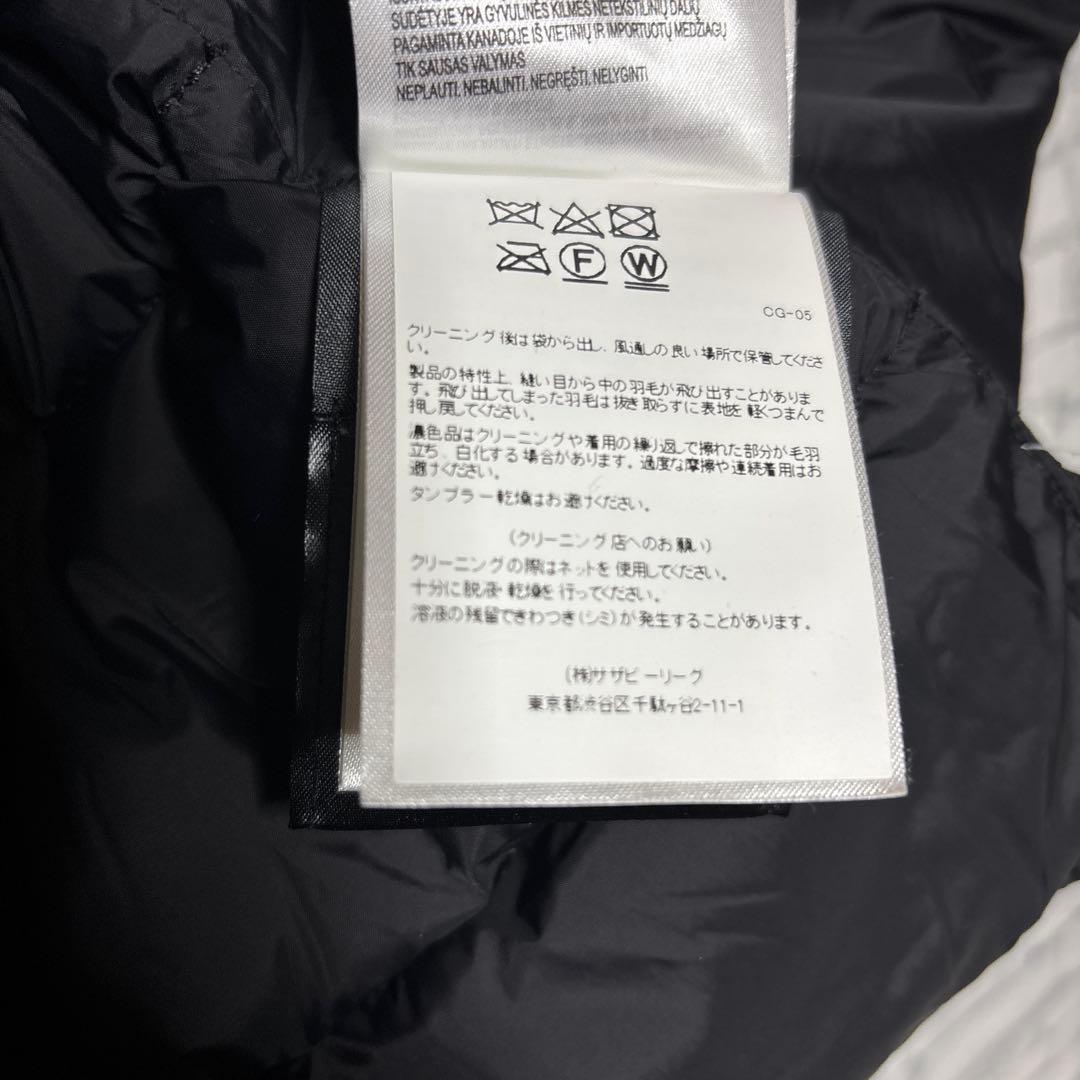 SUDĖTYJE YRA GYVULINĖS KILMĖS NETEKSTILINIŲ DALIŲ
PAGAMINTA KANADOJE IŠ VIETINIŲ IR IMPORTUOTŲ MEDŽIAGŲ
TIK SAUSAS VALYMAS
NEPLAUTI. NEBALINTI. NEGRĘŠTI. NELYGINTI
F W
CG-05
クリーニング後は袋から出し、風通しの良い場所で保管してくださ
い。
製品の特性上、縫い目から中の羽毛が飛び出すことがありま
す。飛び出してしまった羽毛は抜き取らずに表地を軽くつまんで
押し戻してください。
濃色品はクリーニングや着用の繰り返しで擦れた部分が毛羽
立ち、白化する場合があります。過度な摩擦や連続着用はお
避けください。
タンブラー乾燥はお避けください。
(クリーニング店へのお願い)
クリーニングの際はネットを使用してください。
十分に脱液・乾燥を行ってください。
溶液の残留できわつき(シミ)が発生することがあります。
(株)サザビーリーグ
東京都渋谷区千駄ヶ谷2-11-1